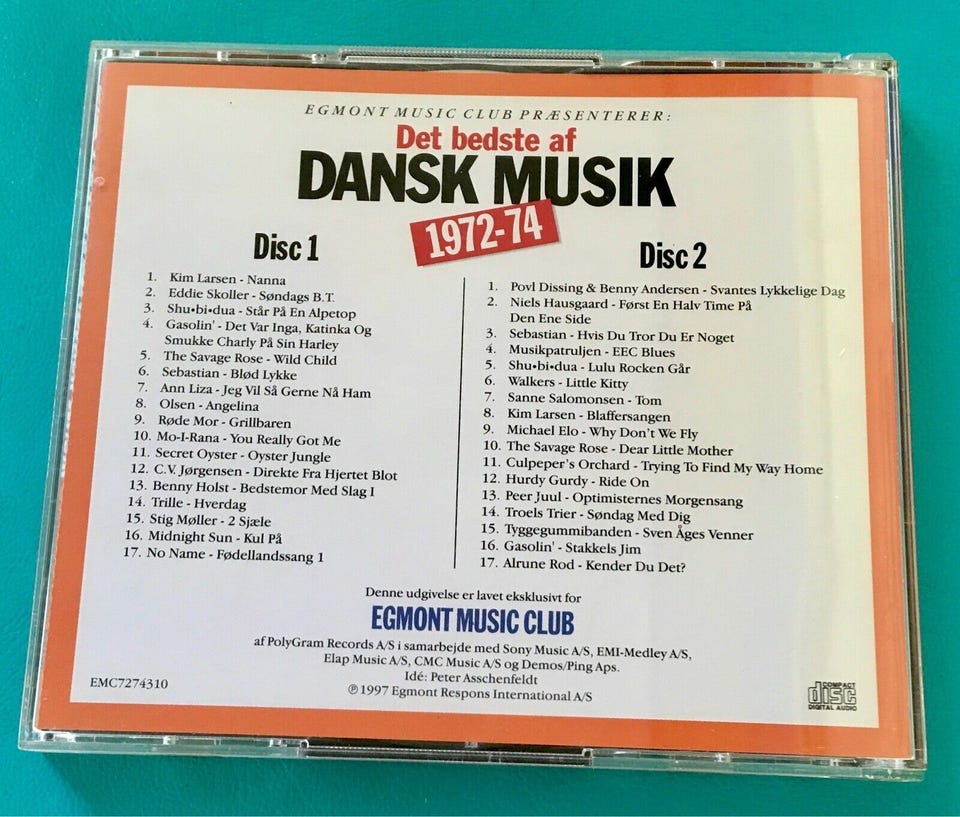 EGMONT MUSIC CLUB PRÆSENTERER:
Det bedste af
DANSK MUSIK
1972-74
Disc 1
1. Kim Larsen - Nanna
2. Eddie Skoller - Søndags B.T.
3. Shu•bi•dua - Står På En Alpetop
4. Gasolin' - Det Var Inga, Katinka Og
Smukke Charly På Sin Harley
5. The Savage Rose - Wild Child
6. Sebastian - Blød Lykke
7. Ann Liza - Jeg Vil Så Gerne Nå Ham
8. Olsen - Angelina
9. Røde Mor - Grillbaren
10. Mo-I-Rana - You Really Got Me
11. Secret Oyster - Oyster Jungle
12. C.V. Jørgensen - Direkte Fra Hjertet Blot
13. Benny Holst - Bedstemor Med Slag I
14. Trille - Hverdag
15. Stig Møller - 2 Sjæle
16. Midnight Sun - Kul På
17. No Name - Fødellandssang 1
Disc 2
1. Povl Dissing & Benny Andersen - Svantes Lykkelige Dag
2. Niels Hausgaard - Først En Halv Time På
Den Ene Side
3. Sebastian - Hvis Du Tror Du Er Noget
4. Musikpatruljen - EEC Blues
5. Shu•bi•dua - Lulu Rocken Går
6. Walkers - Little Kitty
7. Sanne Salomonsen - Tom
8. Kim Larsen - Blaffersangen
9. Michael Elo - Why Don't We Fly
10. The Savage Rose - Dear Little Mother
11. Culpeper's Orchard - Trying To Find My Way Home
12. Hurdy Gurdy - Ride On
13. Peer Juul - Optimisternes Morgensang
14. Troels Trier - Søndag Med Dig
15. Tyggegummibanden - Sven Åges Venner
16. Gasolin' - Stakkels Jim
17. Alrune Rod - Kender Du Det?
Denne udgivelse er lavet eksklusivt for
EGMONT MUSIC CLUB
af PolyGram Records A/S i samarbejde med Sony Music A/S, EMI-Medley A/S,
Elap Music A/S, CMC Music A/S og Demos/Ping Aps.
Idé: Peter Asschenfeldt
℗ 1997 Egmont Respons International A/S
EMC7274310
COMPACT
disc
DIGITAL AUDIO